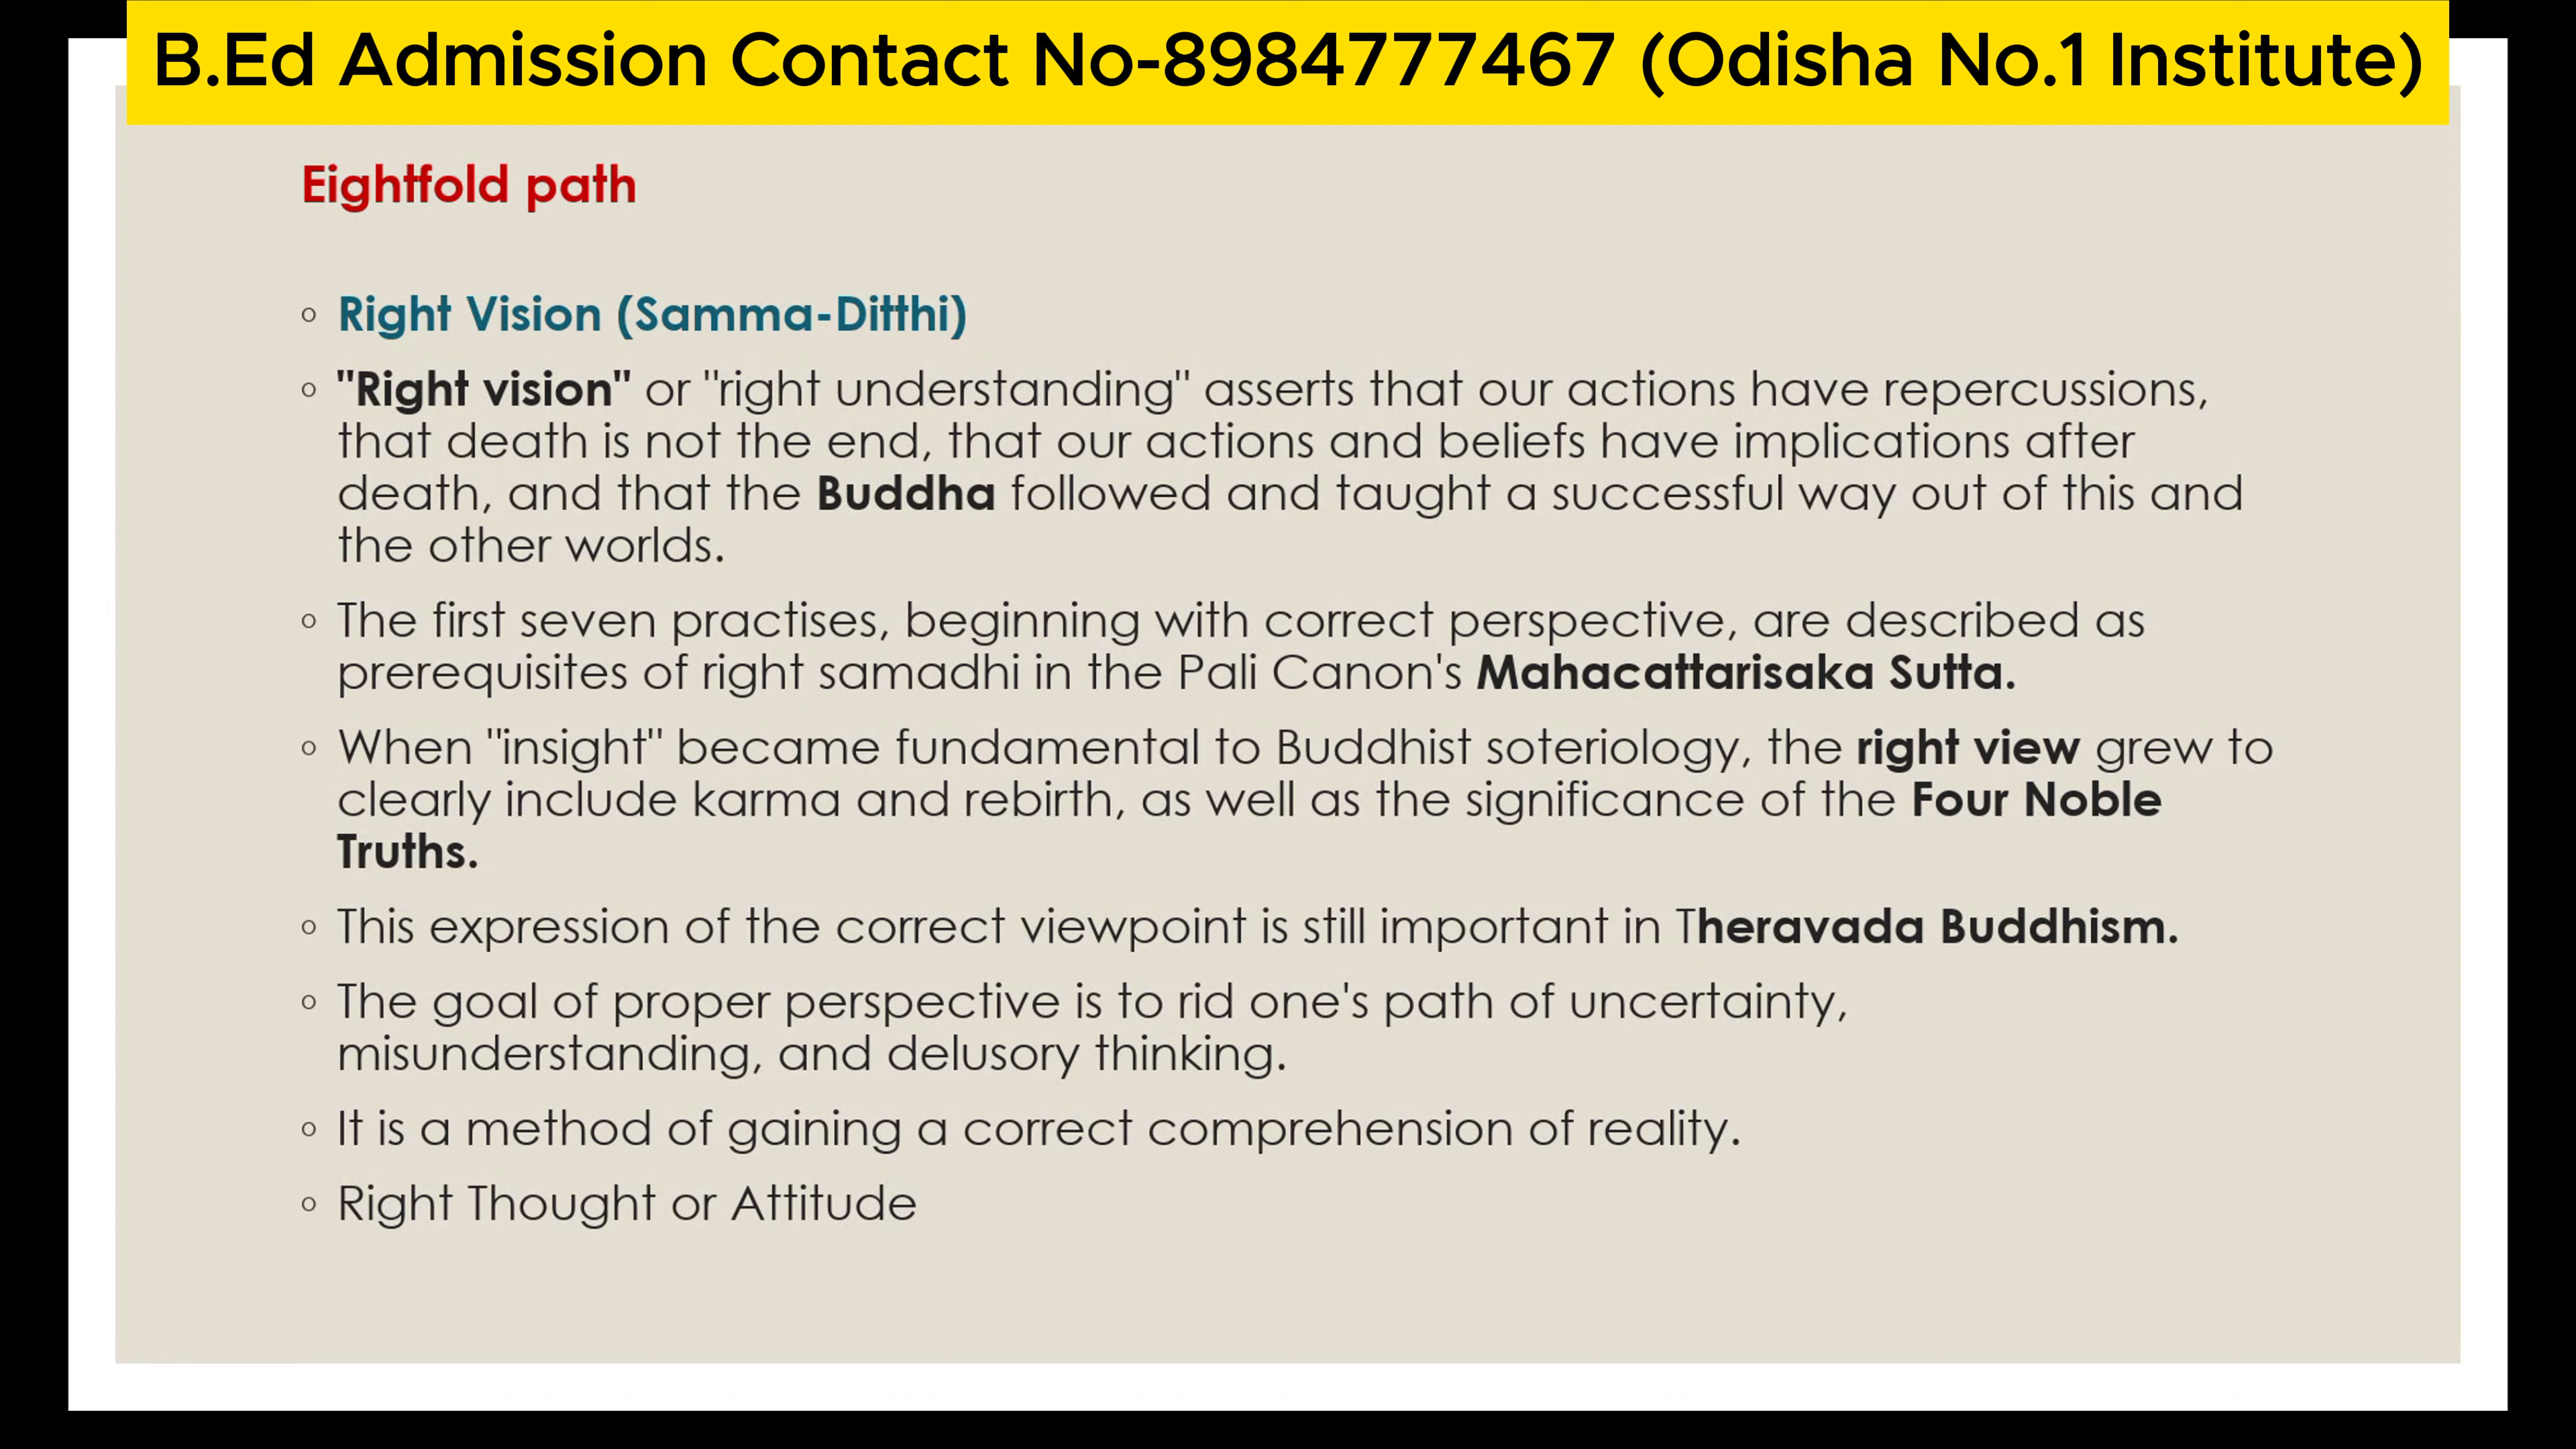 B.Ed Admission Contact No-8984777467 (Odisha No.1 Institute)
Eightfold path
◦ Right Vision (Samma-Ditthi)
◦ "Right vision" or "right understanding" asserts that our actions have repercussions,
that death is not the end, that our actions and beliefs have implications after
death, and that the Buddha followed and taught a successful way out of this and
the other worlds.
◦ The first seven practises, beginning with correct perspective, are described as
prerequisites of right samadhi in the Pali Canon's Mahacattarisaka Sutta.
◦ When "insight" became fundamental to Buddhist soteriology, the right view grew to
clearly include karma and rebirth, as well as the significance of the Four Noble
Truths.
◦ This expression of the correct viewpoint is still important in Theravada Buddhism.
◦ The goal of proper perspective is to rid one's path of uncertainty,
misunderstanding, and delusory thinking.
◦ It is a method of gaining a correct comprehension of reality.
◦ Right Thought or Attitude